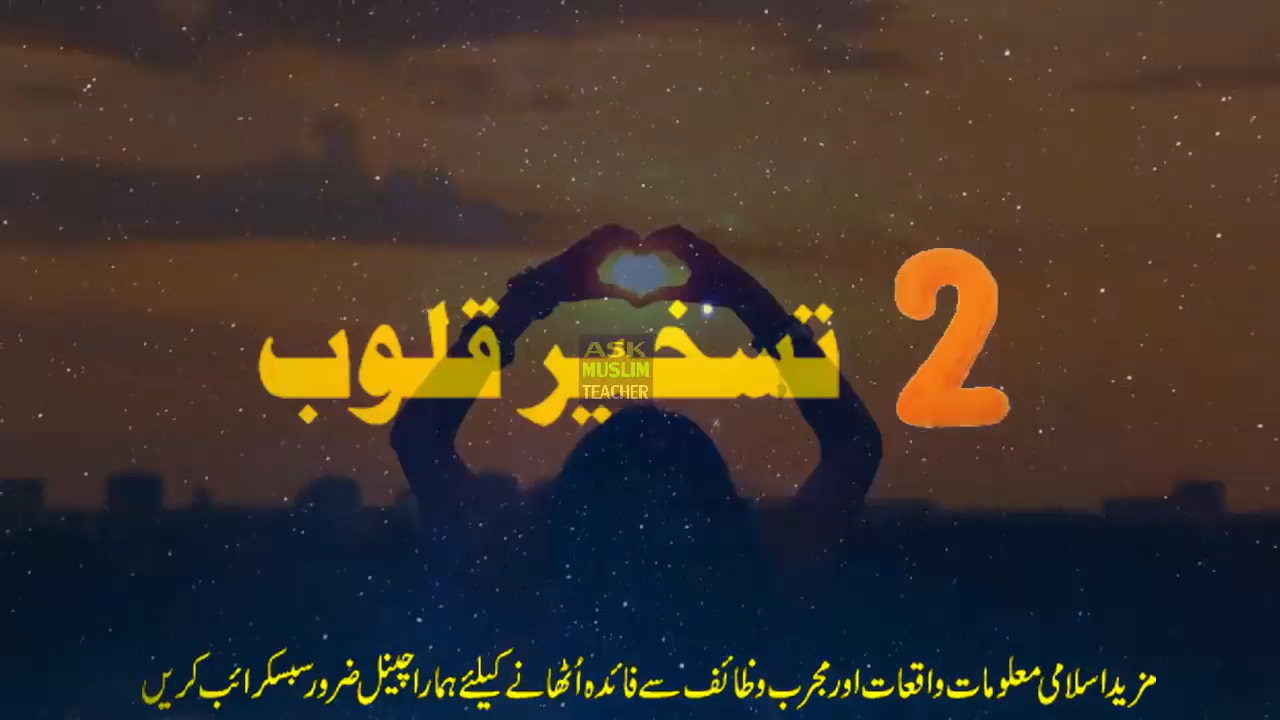 2 تسخیر قلوب
ASK
MUSLIM
TEACHER
مزید اسلامی معلومات واقعات اور مجرب وظائف سے فائدہ اُٹھانے کیلئے ہمارا چینل ضرور سبسکرائب کریں